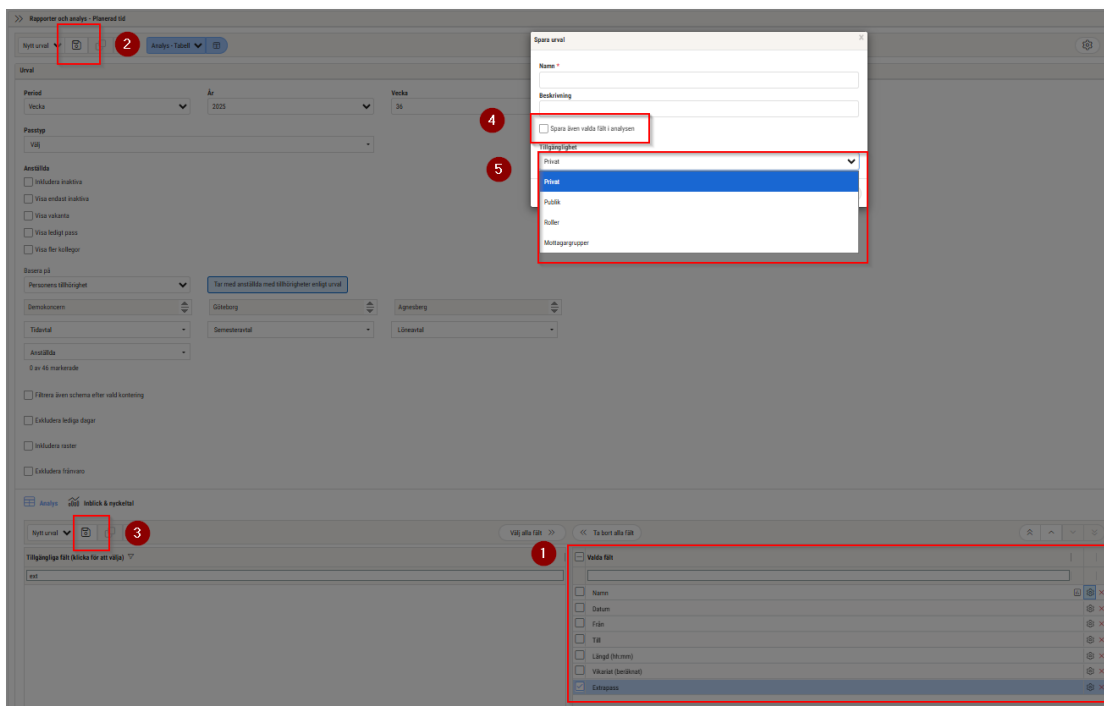 Rapporter och analys - Planerad tid
Nytt urval
2
Analys - Tabell
Urval
Period
År
Vecka
Vecka
2025
36
Passtyp
Välj
Anställda
Inkludera inaktiva
Visa endast inaktiva
Visa vakanta
Visa ledigt pass
Visa fler kollegor
Basera på
Personens tillhörighet
Tar med anställda med tillhörigheter enligt urval
Demokoncern
Göteborg
Agnesberg
Tidavtal
Semesteravtal
Löneavtal
Anställda
0 av 46 markerade
Filtrera även schema efter vald kontering
Exkludera lediga dagar
Inkludera raster
Exkludera frånvaro
Spara urval
X
Namn *
Beskrivning
4
Spara även valda fält i analysen
Tillgänglighet
5
Privat
Privat
Publik
Roller
Mottagargrupper
Analys
Inblick & nyckeltal
Nytt urval
3
Välj alla fält
Ta bort alla fält
Tillgängliga fält (klicka för att välja)
ext
1
Valda fält
Namn
Datum
Från
Till
Längd (hh:mm)
Vikariat (beräknat)
Extrapass